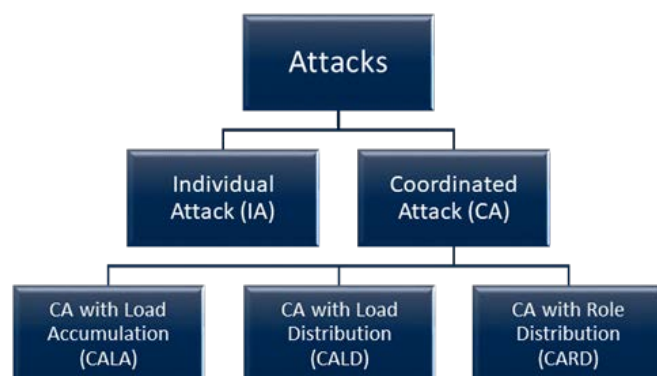 Attacks
Individual
Attack (IA)
Coordinated
Attack (CA)
CA with Load
Accumulation
(CALA)
CA with Load
Distribution
(CALD)
CA with Role
Distribution
(CARD)